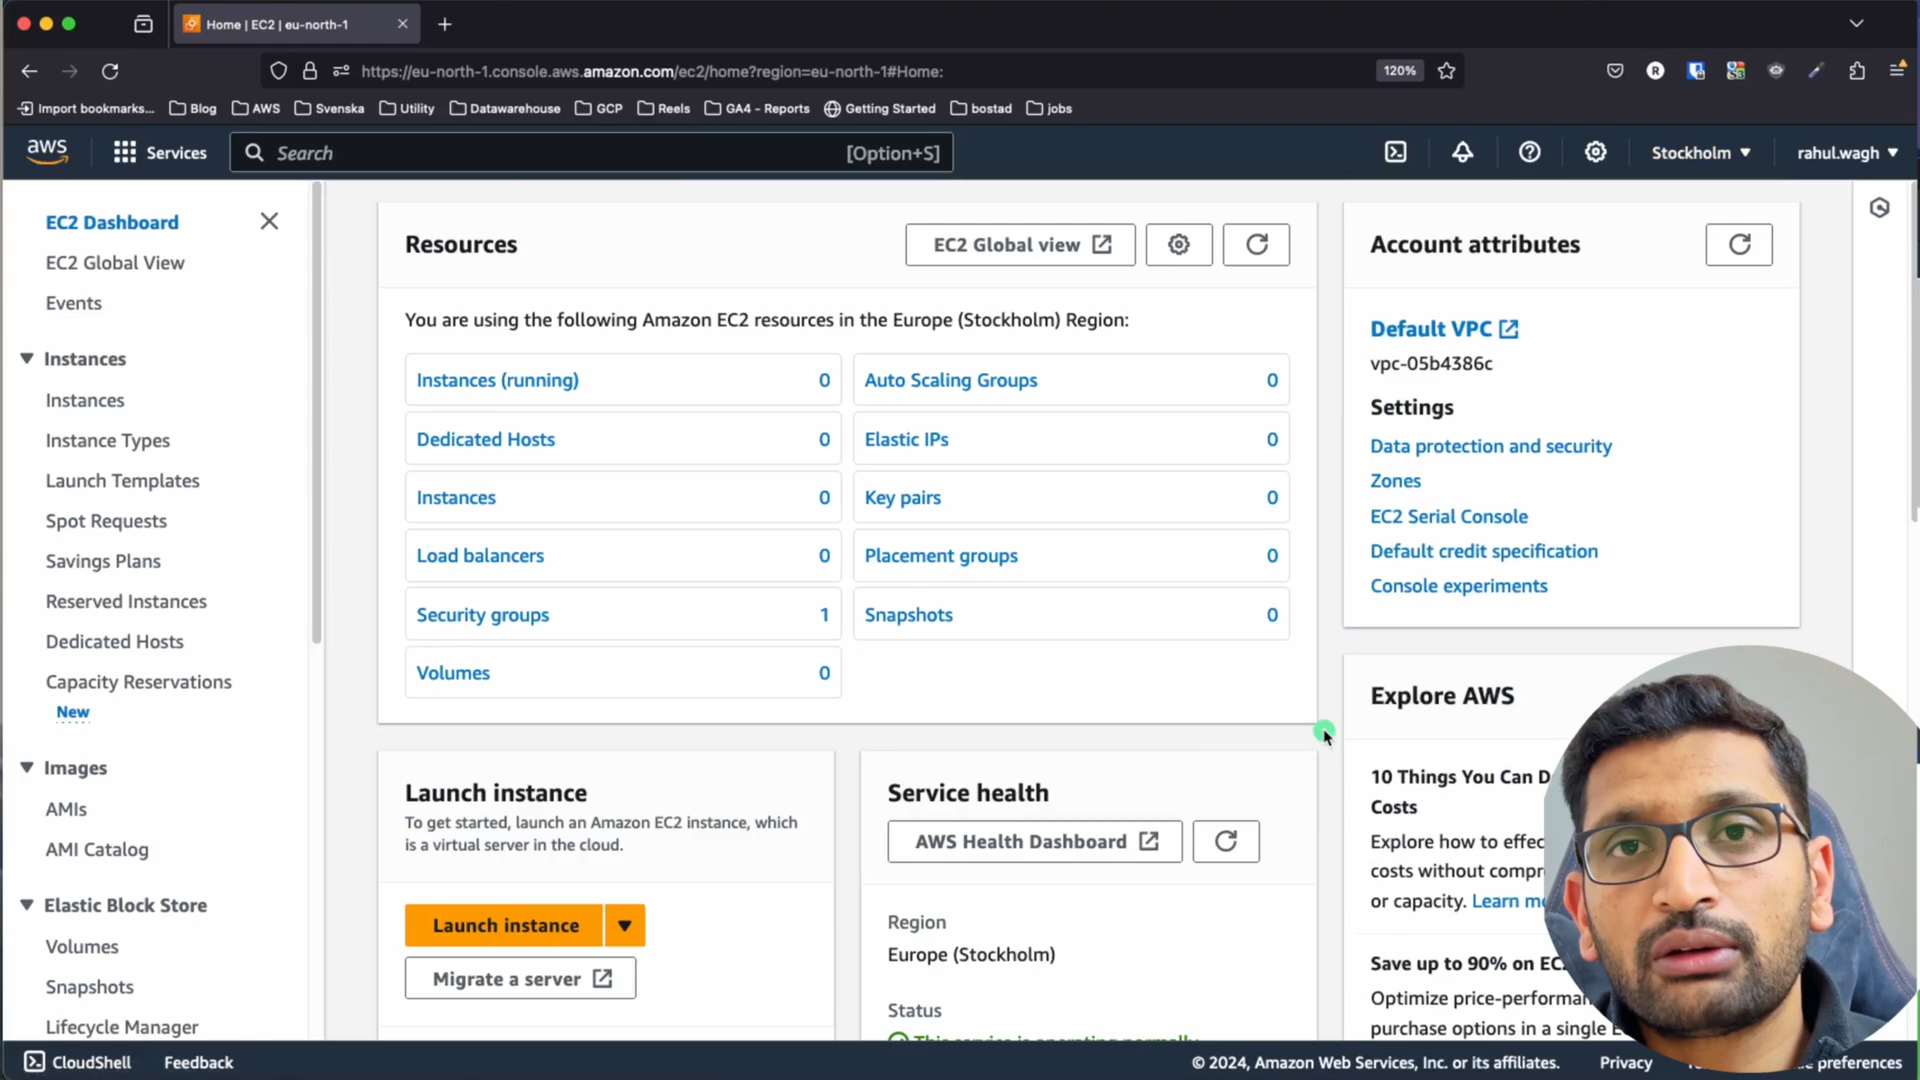 Home | EC2 | eu-north-1
https://eu-north-1.console.aws.amazon.com/ec2/home?region=eu-north-1#Home:
120%
R
Import bookmarks...
Blog
AWS
Svenska
Utility
Datawarehouse
GCP
Reels
GA4 - Reports
Getting Started
bostad
jobs
aws
Services
Search
[Option+S]
Stockholm
rahul.wagh
EC2 Dashboard
EC2 Global View
Events
Instances
Instances
Instance Types
Launch Templates
Spot Requests
Savings Plans
Reserved Instances
Dedicated Hosts
Capacity Reservations
New
Images
AMIs
AMI Catalog
Elastic Block Store
Volumes
Snapshots
Lifecycle Manager
Resources
EC2 Global view
You are using the following Amazon EC2 resources in the Europe (Stockholm) Region:
Instances (running) 0
Auto Scaling Groups 0
Dedicated Hosts 0
Elastic IPs 0
Instances 0
Key pairs 0
Load balancers 0
Placement groups 0
Security groups 1
Snapshots 0
Volumes 0
Launch instance
To get started, launch an Amazon EC2 instance, which
is a virtual server in the cloud.
Launch instance
Migrate a server
Service health
AWS Health Dashboard
Region
Europe (Stockholm)
Status
This service is operating normally
Account attributes
Default VPC
vpc-05b4386c
Settings
Data protection and security
Zones
EC2 Serial Console
Default credit specification
Console experiments
Explore AWS
10 Things You Can D
Costs
Explore how to effec
costs without compr
or capacity. Learn m
Save up to 90% on EC
Optimize price-performan
purchase options in a single E
CloudShell
Feedback
© 2024, Amazon Web Services, Inc. or its affiliates.
Privacy
preferences